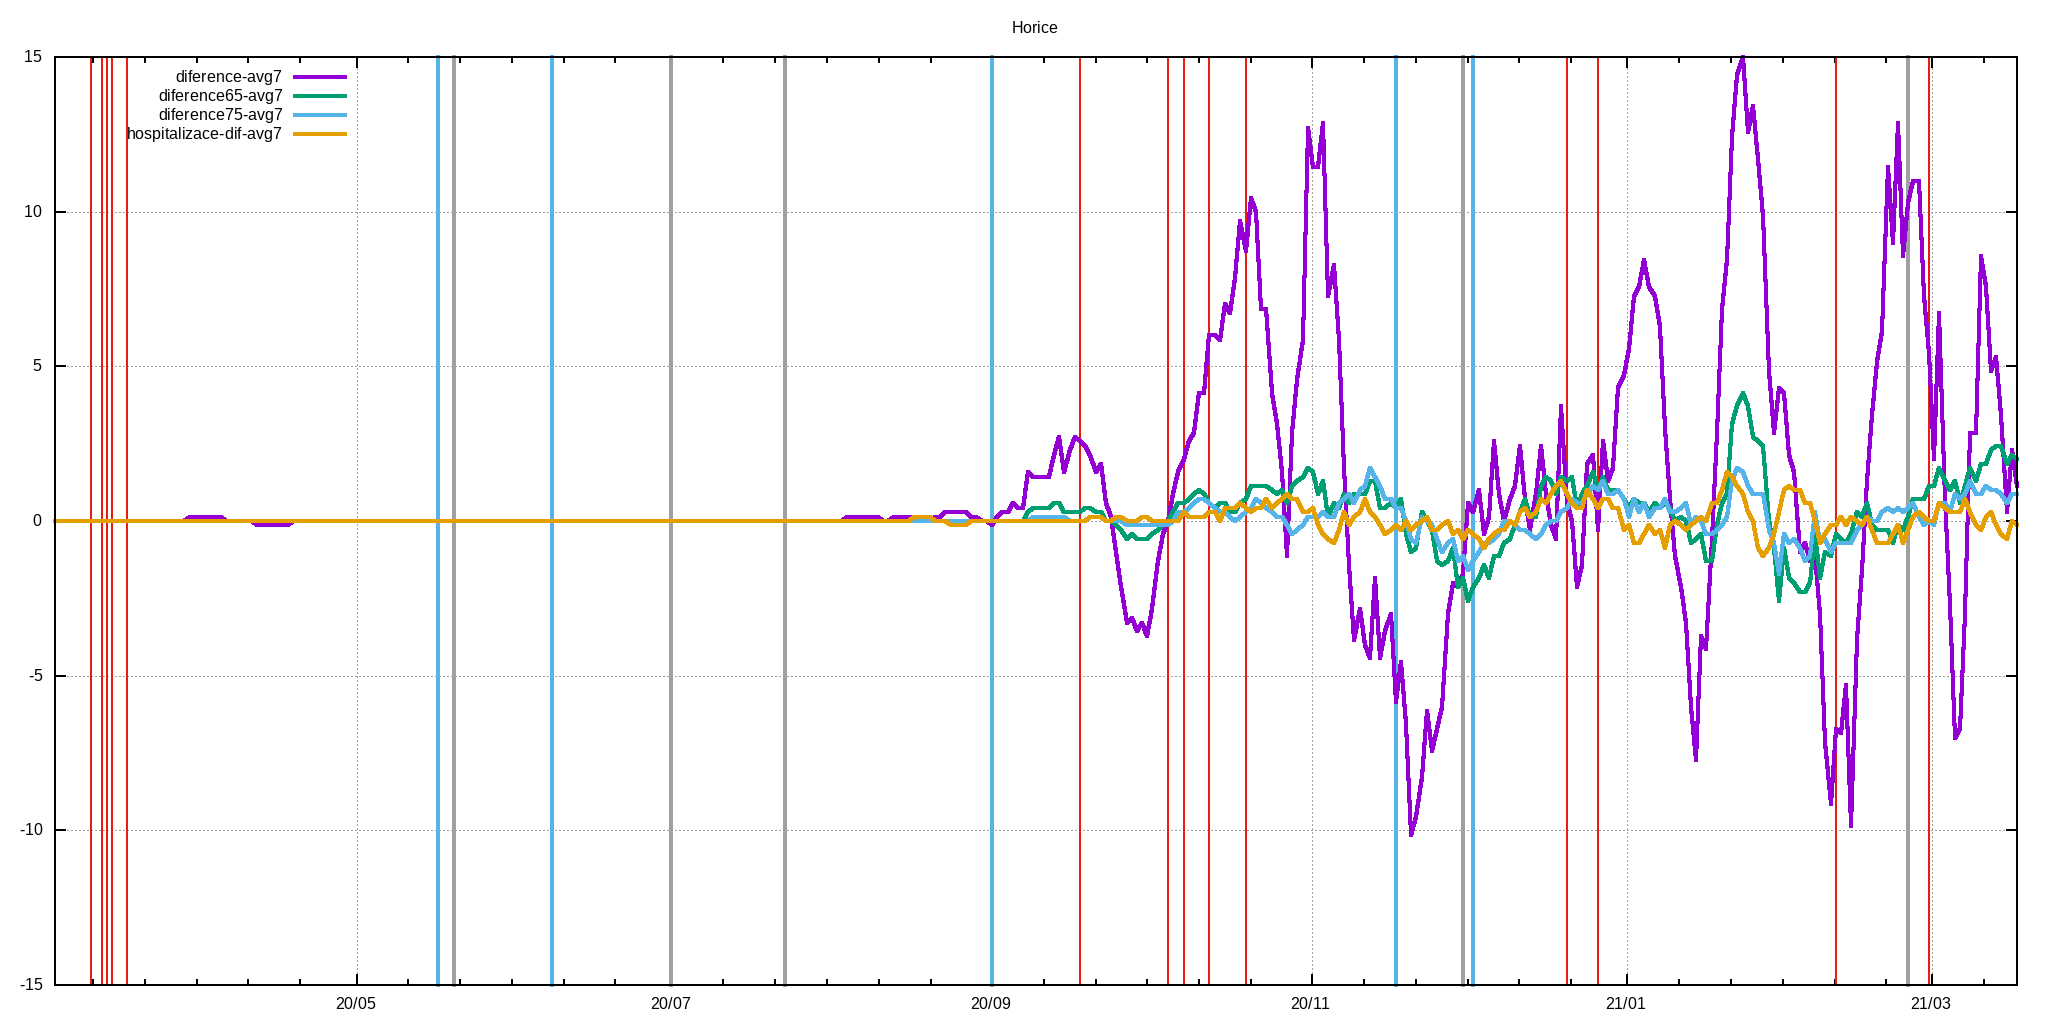 Horice
15
diference-avg7
diference65-avg7
diference75-avg7
hospitalizace-dif-avg7
10
5
0
-5
-10
-15
20/05
20/07
20/09
20/11
21/01
21/03